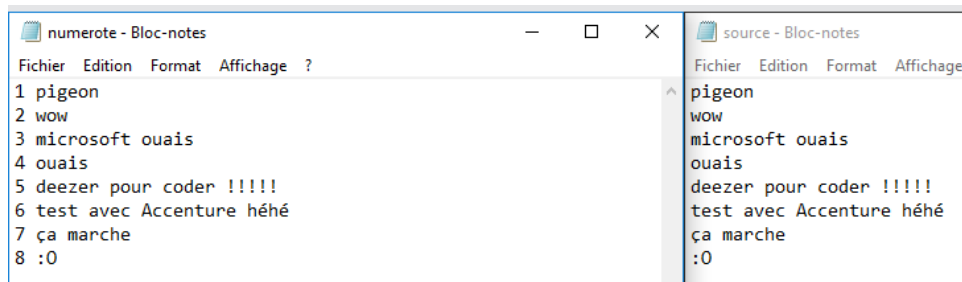 numerote - Bloc-notes
Fichier Edition Format Affichage ?
1 pigeon
2 wow
3 microsoft ouais
4 ouais
5 deezer pour coder !!!!!
6 test avec Accenture héhé
7 ça marche
8 :O
source - Bloc-notes
Fichier Edition Format Affichage
pigeon
wow
microsoft ouais
ouais
deezer pour coder !!!!!
test avec Accenture héhé
ça marche
:O